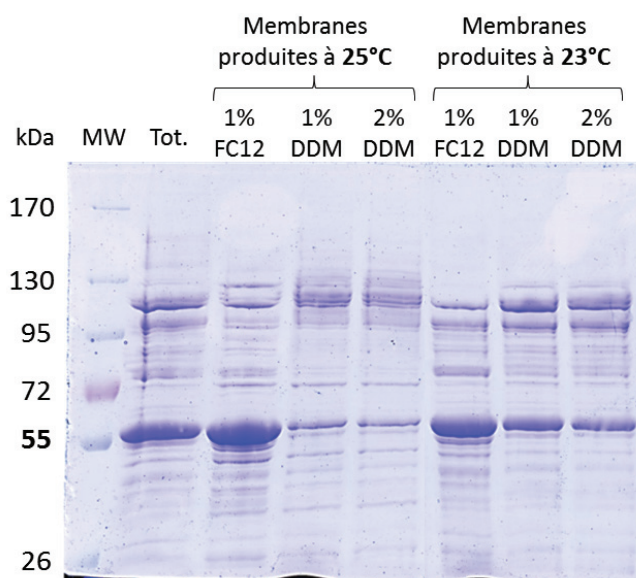 Membranes
produites à 25°C
Membranes
produites à 23°C
kDa MW Tot. 1% FC12 1% DDM 2% DDM 1% FC12 1% DDM 2% DDM
170
130
95
72
55
26